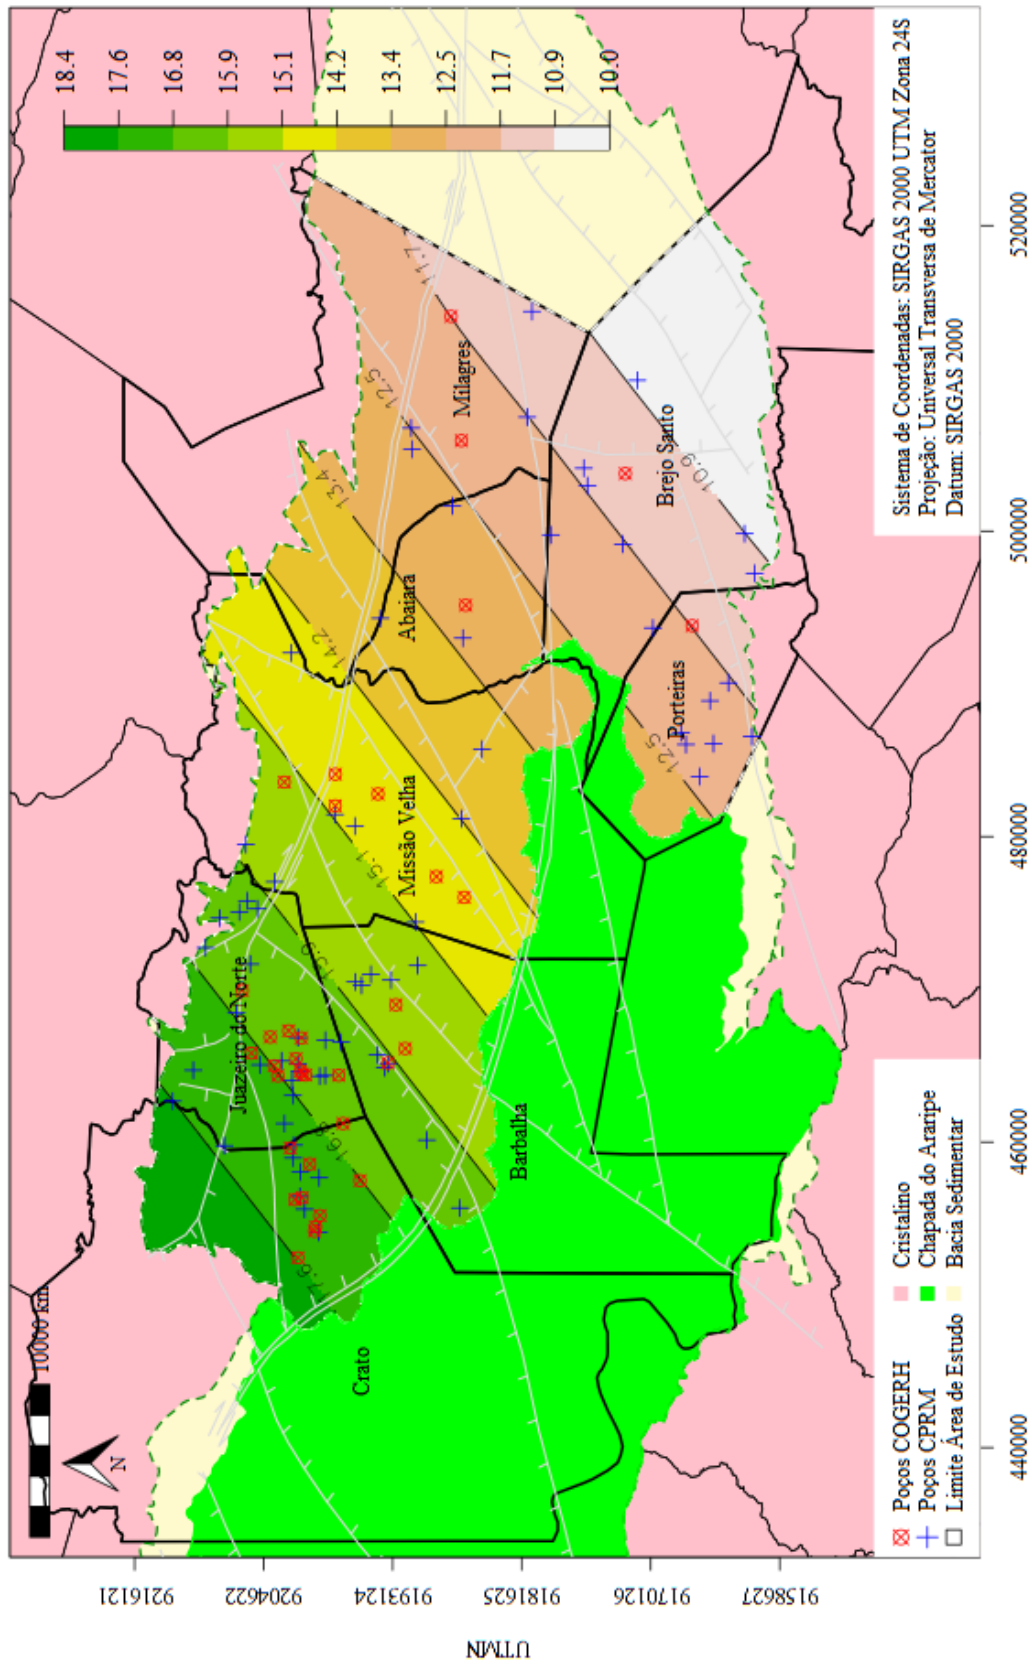 18.4
17.6
16.8
15.9
15.1
14.2
13.4
12.5
11.7
10.9
10.0
10000 km
N
Crato
Juazeiro do Norte
Barbalha
Missão Velha
Abaiara
Milagres
Porteiras
Brejo Santo
16.8
15.9
15.1
14.2
13.4
12.5
11.7
12.5
10.9
Poços COGERH
Poços CPRM
Limite Área de Estudo
Cristalino
Chapada do Araripe
Bacia Sedimentar
Sistema de Coordenadas: SIRGAS 2000 UTM Zona 24S
Projeção: Universal Transversa de Mercator
Datum: SIRGAS 2000
440000
460000
480000
500000
520000
9216121
9204622
9193124
9181625
9170126
9158627
UTMN